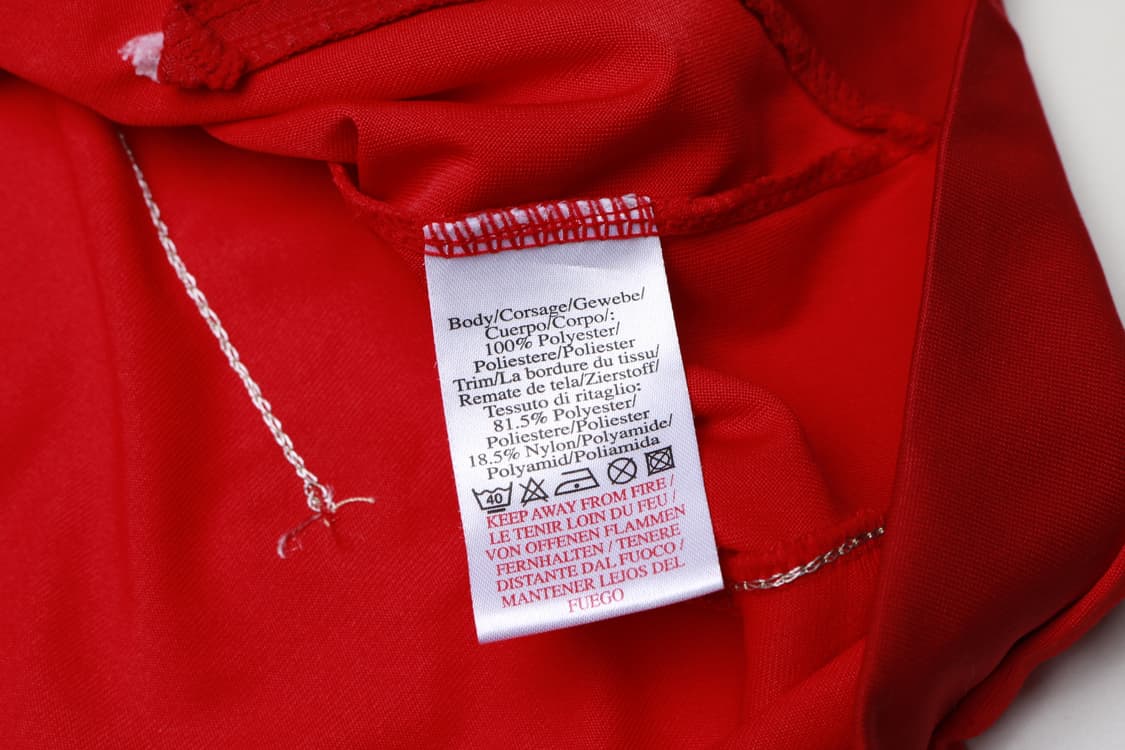 Body/Corsage/Gewebe/
Cuerpo/Corpo/:
100% Polyester/
Poliestere/Poliester
Trim/La bordure du tissu/
Remate de tela/Zierstoff/
Tessuto di ritaglio:
81.5% Polyester/
Poliestere/Poliester
18.5% Nylon/Polyamide/
Polyamid/Poliamida
40
KEEP AWAY FROM FIRE /
LE TENIR LOIN DU FEU /
VON OFFENEN FLAMMEN
FERNHALTEN / TENERE
DISTANTE DAL FUOCO /
MANTENER LEJOS DEL
FUEGO